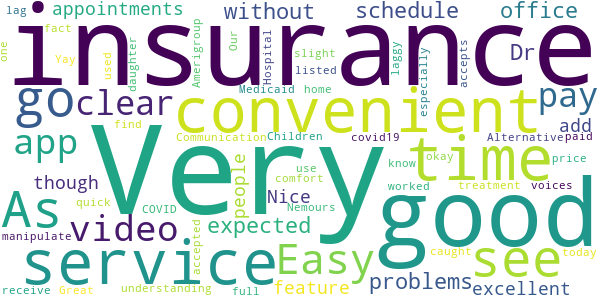 lag appointments without schedule office
fact
Yay
one
used
daughter
Amerigroup
Our
slight
Hospital
listed
laggy
especially
accepts
Dr
insurance
go clear convenient pay
Medicaid home
add
app
find Communication Children covid19 Alternative paid
Very time
okay price
know
people
though
use
Nice
comfort
worked treatment voices
As
quick COVID
Nemours
good
manipulate video
expected
accepted
caught today
service Easy see
problems
receive Great understanding full feature excellent